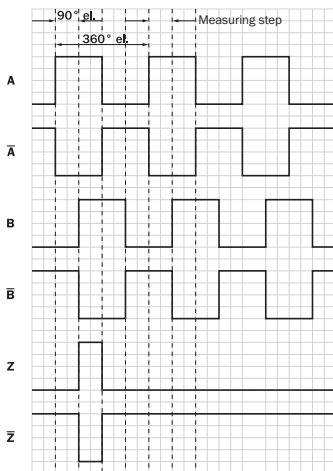 90° el.
Measuring step
360° el.
A
A̅
B
B̅
Z
Z̅